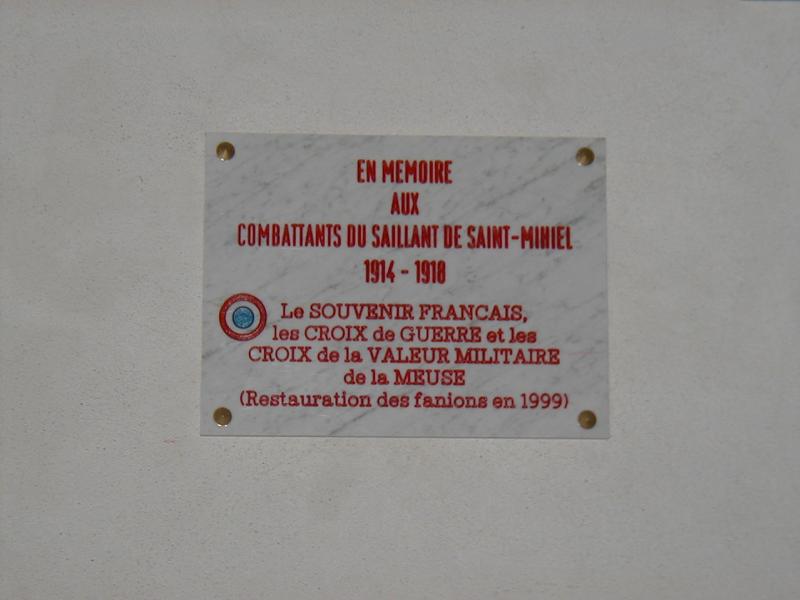 EN MEMOIRE
AUX
COMBATTANTS DU SAILLANT DE SAINT-MIHIEL
1914 - 1918
Le SOUVENIR FRANCAIS,
les CROIX de GUERRE et les
CROIX de la VALEUR MILITAIRE
de la MEUSE
(Restauration des fanions en 1999)